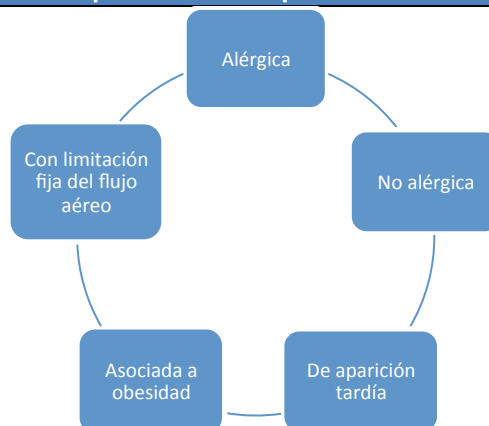 Alérgica
No alérgica
De aparición
tardía
Asociada a
obesidad
Con limitación
fija del flujo
aéreo